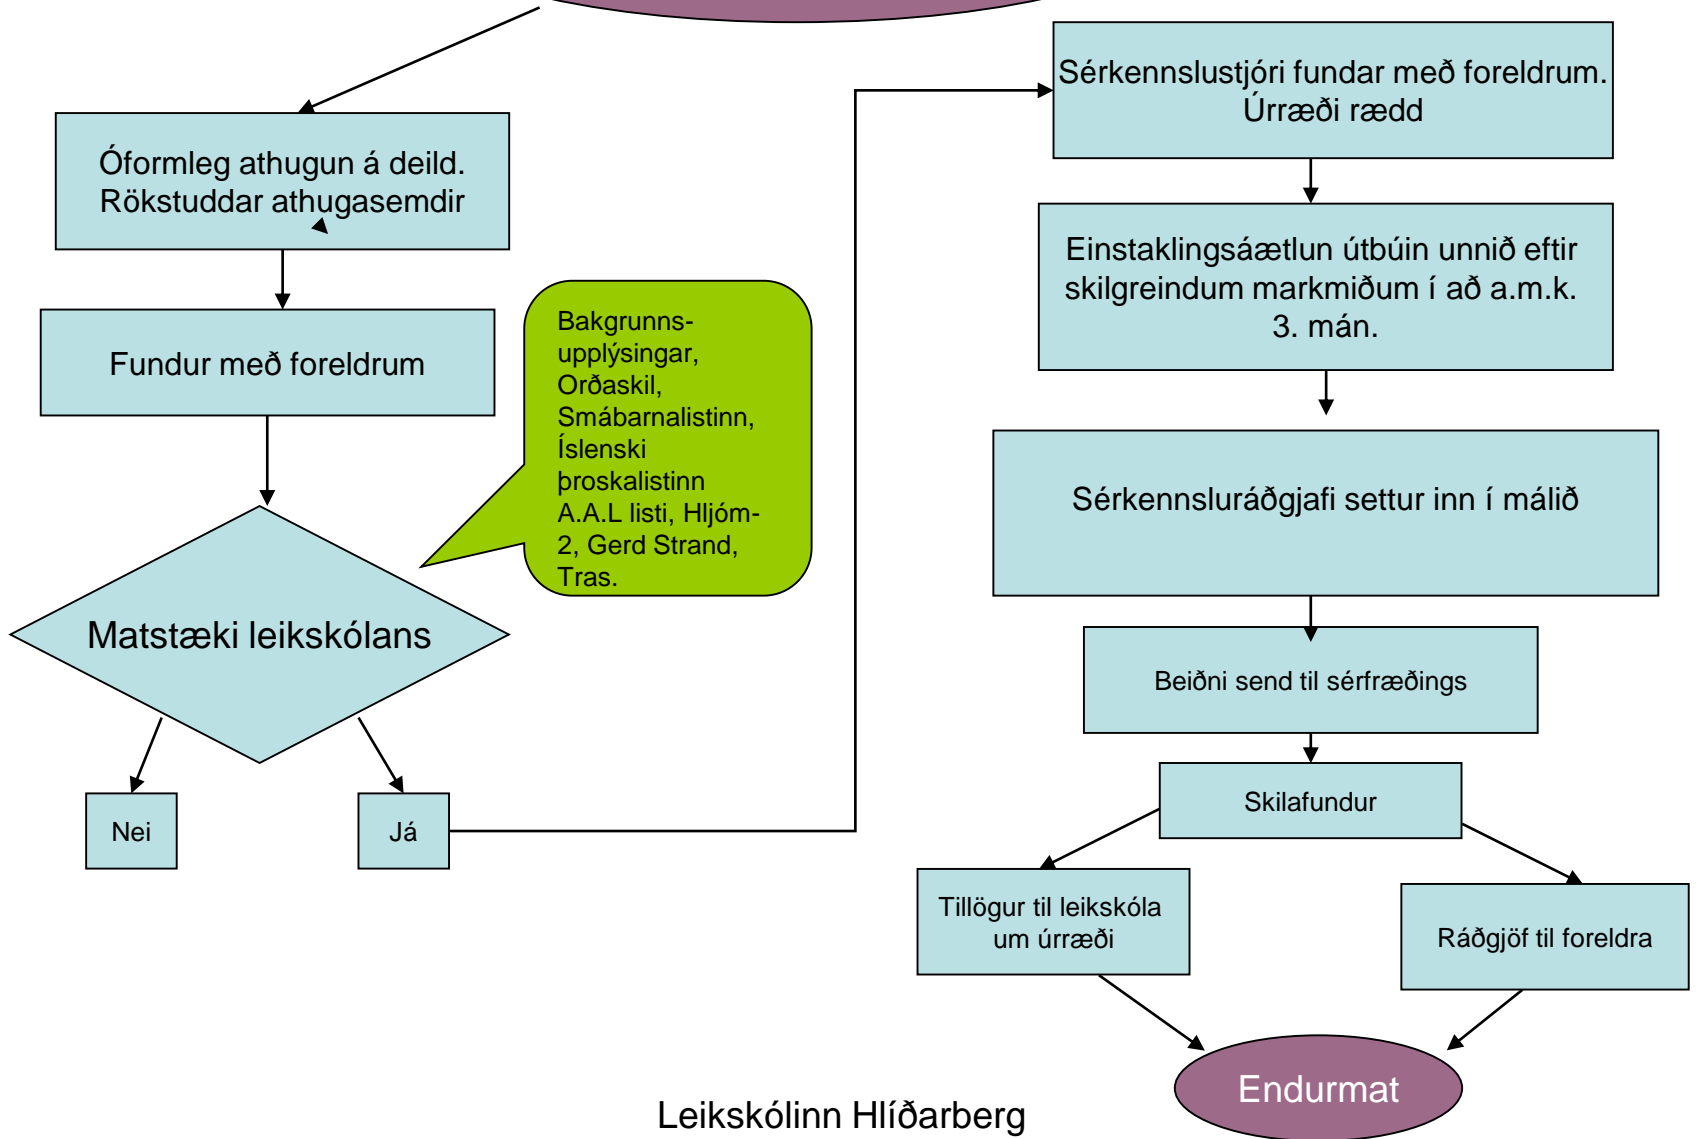 Óformleg athugun á deild.
Rökstuddar athugasemdir
Fundur með foreldrum
Bakgrunns-
upplýsingar,
Orðaskil,
Smábarnalistinn,
Íslenski
þroskalistinn
A.A.L listi, Hljóm-
2, Gerd Strand,
Tras.
Matstæki leikskólans
Nei
Já
Sérkennslustjóri fundar með foreldrum.
Úrræði rædd
Einstaklingsáætlun útbúin unnið eftir
skilgreindum markmiðum í að a.m.k.
3. mán.
Sérkennsluráðgjafi settur inn í málið
Beiðni send til sérfræðings
Skilafundur
Tillögur til leikskóla
um úrræði
Ráðgjöf til foreldra
Endurmat
Leikskólinn Hlíðarberg